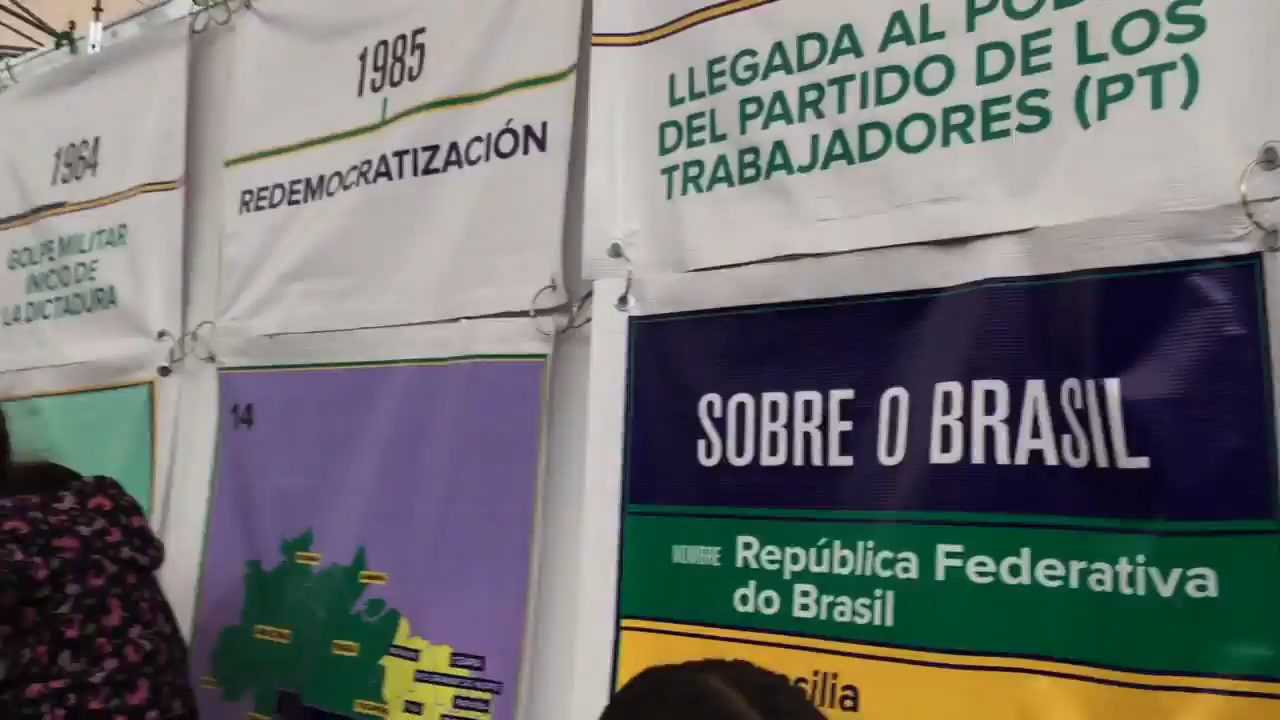 1964
GOLPE MILITAR
INICIO DE
LA DICTADURA
1985
REDEMOCRATIZACIÓN
LLEGADA AL
DEL PARTIDO DE LOS
TRABAJADORES (PT)
14
SOBRE O BRASIL
NOMBRE República Federativa
do Brasil